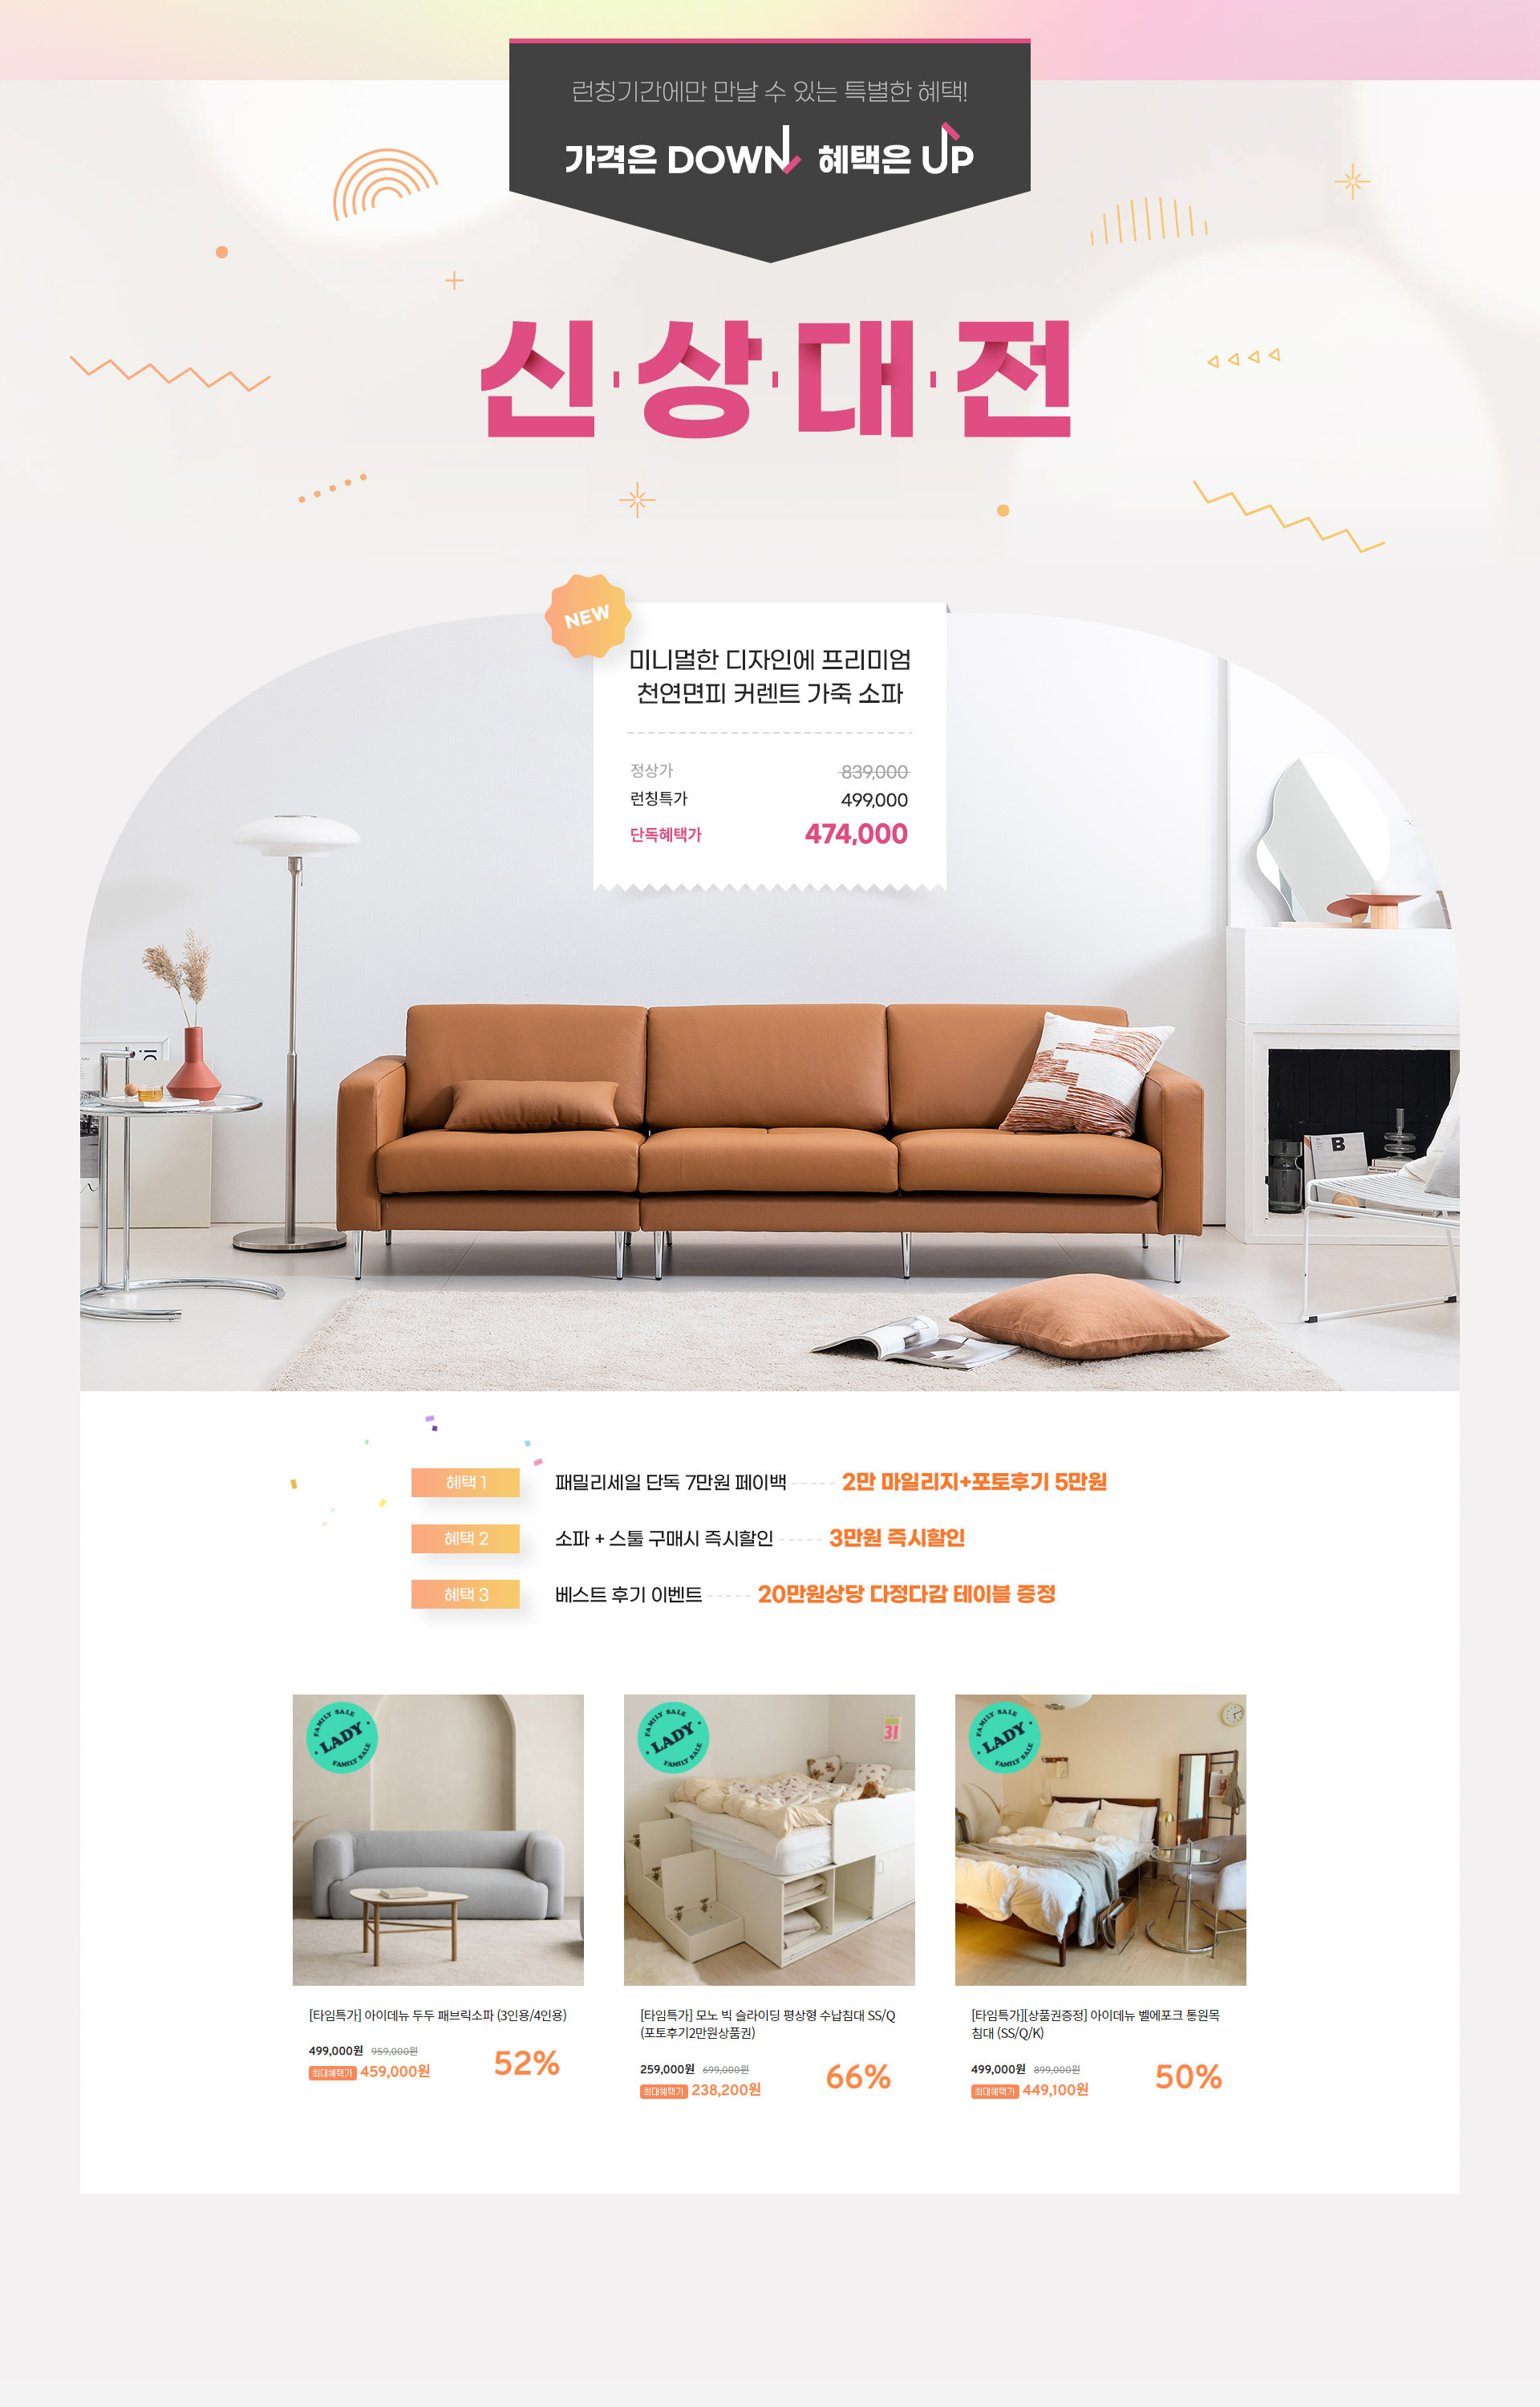 런칭기간에만 만날 수 있는 특별한 혜택!
가격은 DOWN 혜택은 UP
신·상·대·전
NEW
미니멀한 디자인에 프리미엄
천연면피 커렌트 가죽 소파
정상가 839,000
런칭특가 499,000
단독혜택가 474,000
B
혜택 1 패밀리세일 단독 7만원 페이백 2만 마일리지+포토후기 5만원
혜택 2 소파 + 스툴 구매시 즉시할인 3만원 즉시할인
혜택 3 베스트 후기 이벤트 20만원상당 다정다감 테이블 증정
FAMILY SALE
LADY
FAMILY SALE
[타임특가] 아이데뉴 두두 패브릭소파 (3인용/4인용)
499,000원 959,000원
최대혜택가 459,000원
52%
FAMILY SALE
LADY
FAMILY SALE
31
[타임특가] 모노 빅 슬라이딩 평상형 수납침대 SS/Q
(포토후기2만원상품권)
259,000원 699,000원
최대혜택가 238,200원
66%
FAMILY SALE
LADY
FAMILY SALE
[타임특가][상품권증정] 아이데뉴 벨에포크 통원목
침대 (SS/Q/K)
499,000원 899,000원
최대혜택가 449,100원
50%